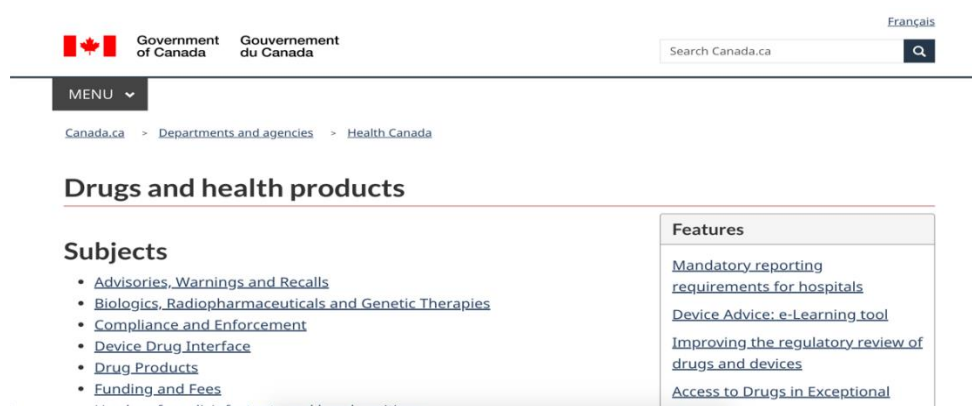 Français
Government of Canada
Gouvernement du Canada
Search Canada.ca
MENU
Canada.ca > Departments and agencies > Health Canada
Drugs and health products
Subjects
• Advisories, Warnings and Recalls
• Biologics, Radiopharmaceuticals and Genetic Therapies
• Compliance and Enforcement
• Device Drug Interface
• Drug Products
• Funding and Fees
Features
Mandatory reporting
requirements for hospitals
Device Advice: e-Learning tool
Improving the regulatory review of
drugs and devices
Access to Drugs in Exceptional